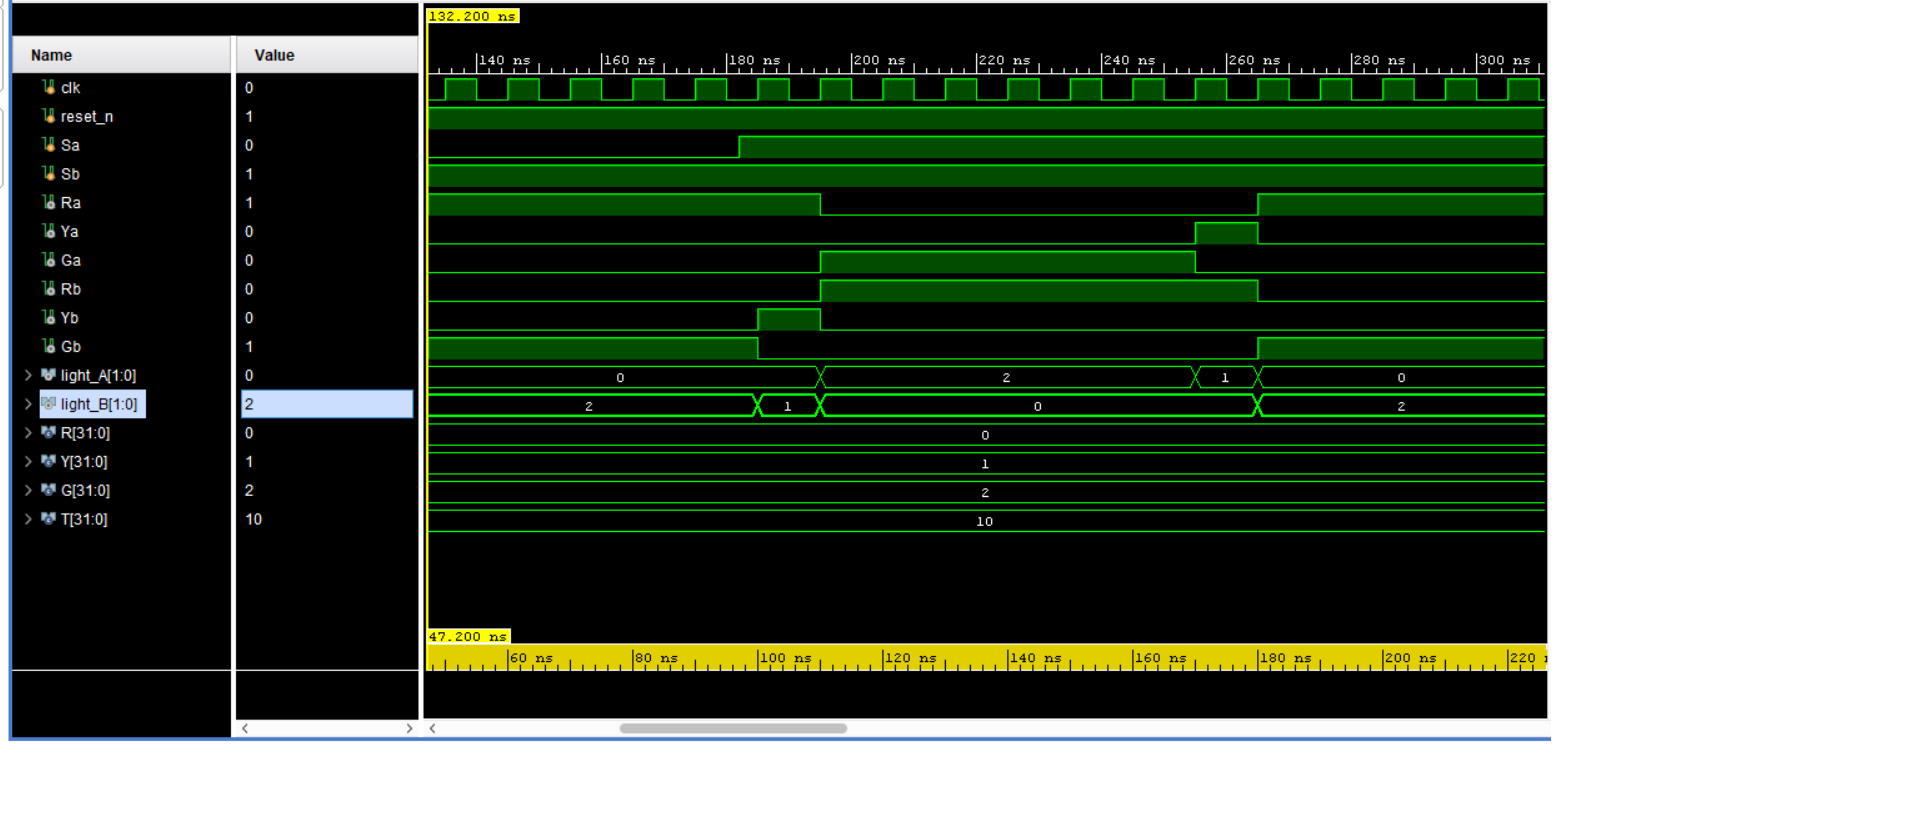 132.200 ns
Name Value
140 ns 160 ns 180 ns 200 ns 220 ns 240 ns 260 ns 280 ns 300 ns
clk 0
reset_n 1
Sa 0
Sb 1
Ra 1
Ya 0
Ga 0
Rb 0
Yb 0
Gb 1
light_A[1:0] 0 0 2 1 0
light_B[1:0] 2 2 1 0 2
R[31:0] 0 0
Y[31:0] 1 1
G[31:0] 2 2
T[31:0] 10 10
47.200 ns
60 ns 80 ns 100 ns 120 ns 140 ns 160 ns 180 ns 200 ns 220